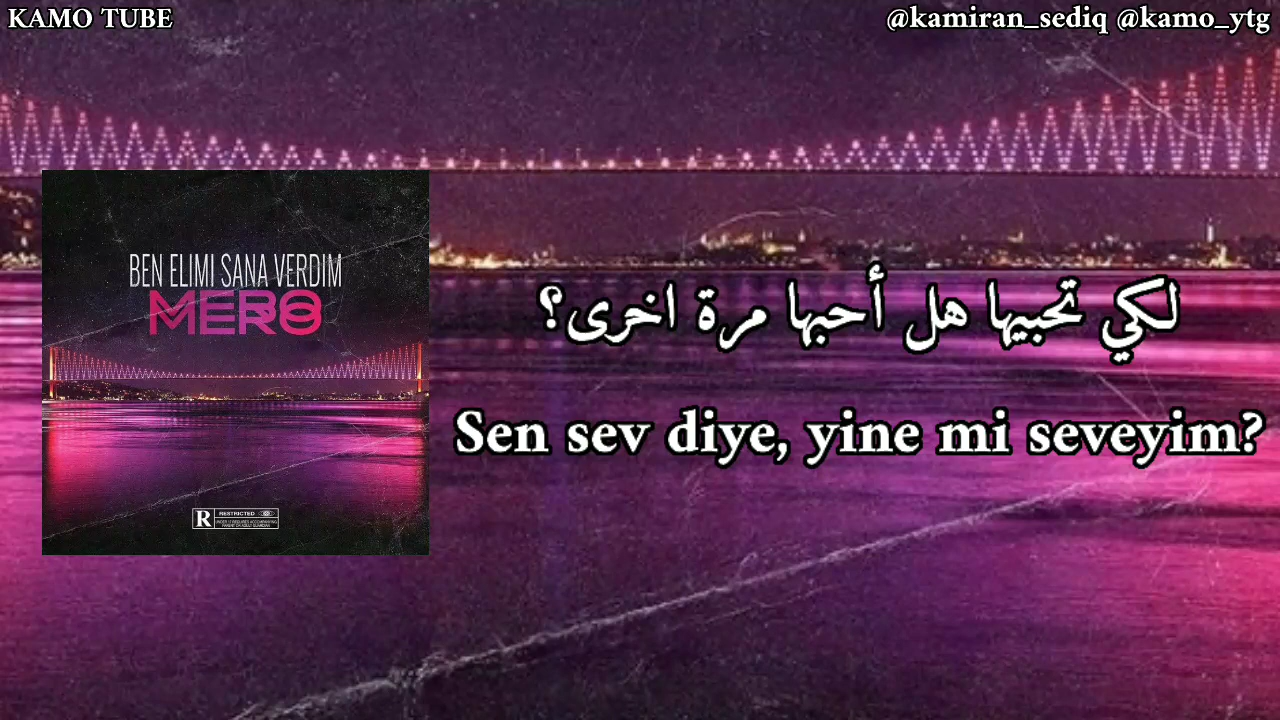 KAMO TUBE
@kamiran_sediq @kamo_ytg
BEN ELIMI SANA VERDIM
MERO
R RESTRICTED
لكي تحبيها هل أحبها مرة اخرى؟
Sen sev diye, yine mi seveyim?